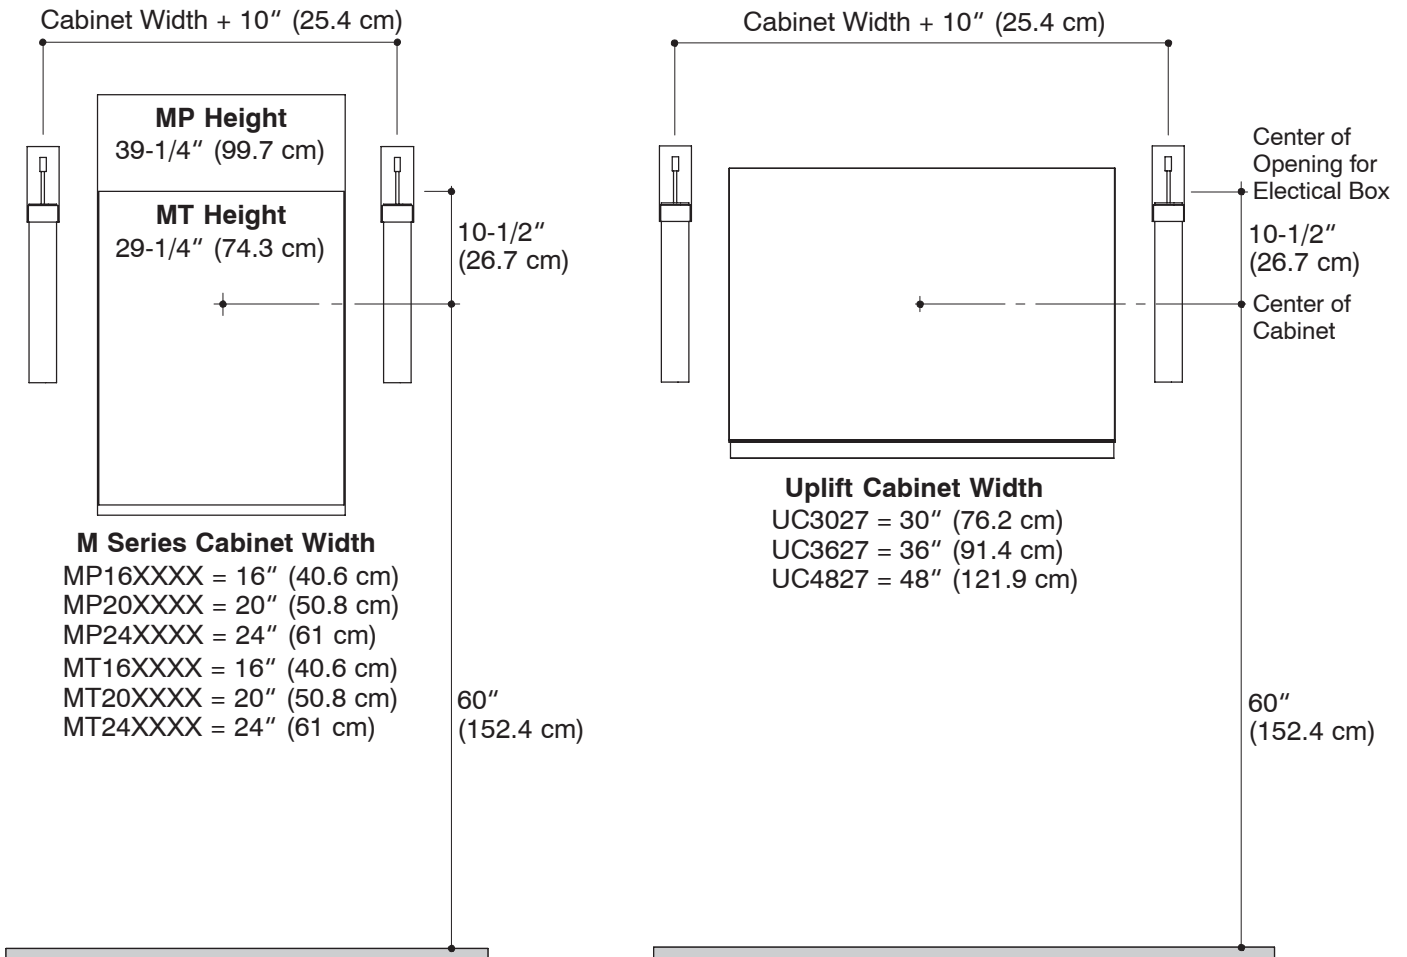 Cabinet Width + 10″ (25.4 cm)
MP Height
39-1/4″ (99.7 cm)
MT Height
29-1/4″ (74.3 cm)
10-1/2″
(26.7 cm)
M Series Cabinet Width
MP16XXXX = 16″ (40.6 cm)
MP20XXXX = 20″ (50.8 cm)
MP24XXXX = 24″ (61 cm)
MT16XXXX = 16″ (40.6 cm)
MT20XXXX = 20″ (50.8 cm)
MT24XXXX = 24″ (61 cm)
60″
(152.4 cm)
Cabinet Width + 10″ (25.4 cm)
Center of
Opening for
Electical Box
10-1/2″
(26.7 cm)
Center of
Cabinet
Uplift Cabinet Width
UC3027 = 30″ (76.2 cm)
UC3627 = 36″ (91.4 cm)
UC4827 = 48″ (121.9 cm)
60″
(152.4 cm)